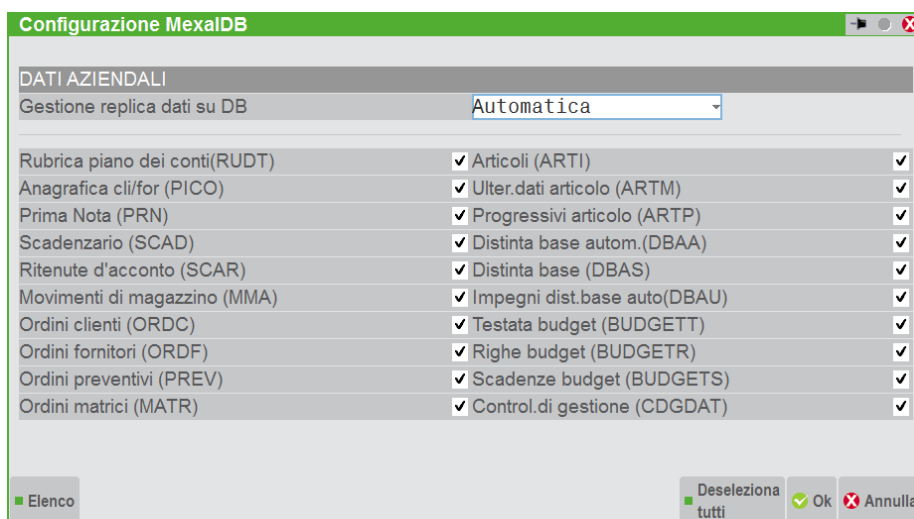 Configurazione MexalDB
DATI AZIENDALI
Gestione replica dati su DB Automatica
Rubrica piano dei conti(RUDT) Articoli (ARTI)
Anagrafica cli/for (PICO) Ulter.dati articolo (ARTM)
Prima Nota (PRN) Progressivi articolo (ARTP)
Scadenzario (SCAD) Distinta base autom.(DBAA)
Ritenute d'acconto (SCAR) Distinta base (DBAS)
Movimenti di magazzino (MMA) Impegni dist.base auto(DBAU)
Ordini clienti (ORDC) Testata budget (BUDGETT)
Ordini fornitori (ORDF) Righe budget (BUDGETR)
Ordini preventivi (PREV) Scadenze budget (BUDGETS)
Ordini matrici (MATR) Control.di gestione (CDGDAT)
Elenco Deseleziona tutti Ok Annulla